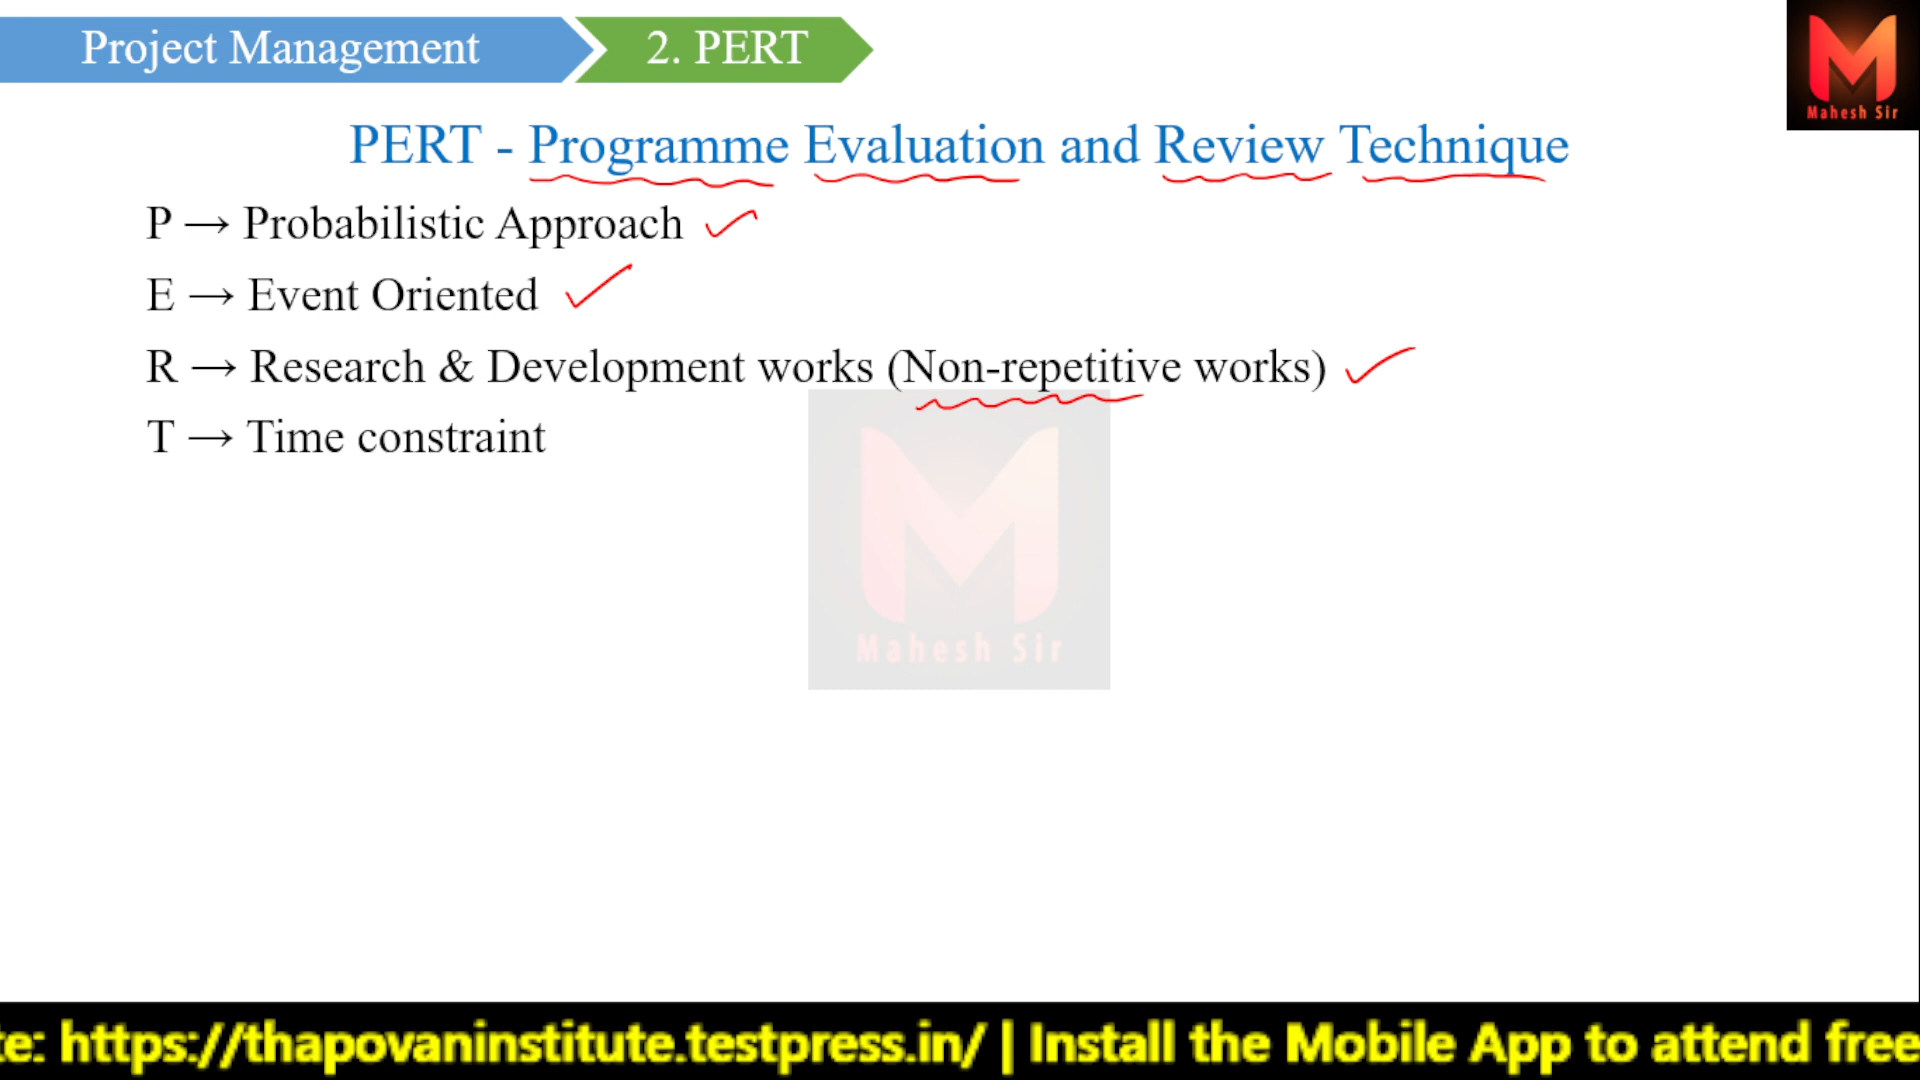 Project Management
2. PERT
Mahesh Sir
PERT - Programme Evaluation and Review Technique
P → Probabilistic Approach
E → Event Oriented
R → Research & Development works (Non-repetitive works)
T → Time constraint
Mahesh Sir
te: https://thapovaninstitute.testpress.in/ | Install the Mobile App to attend free